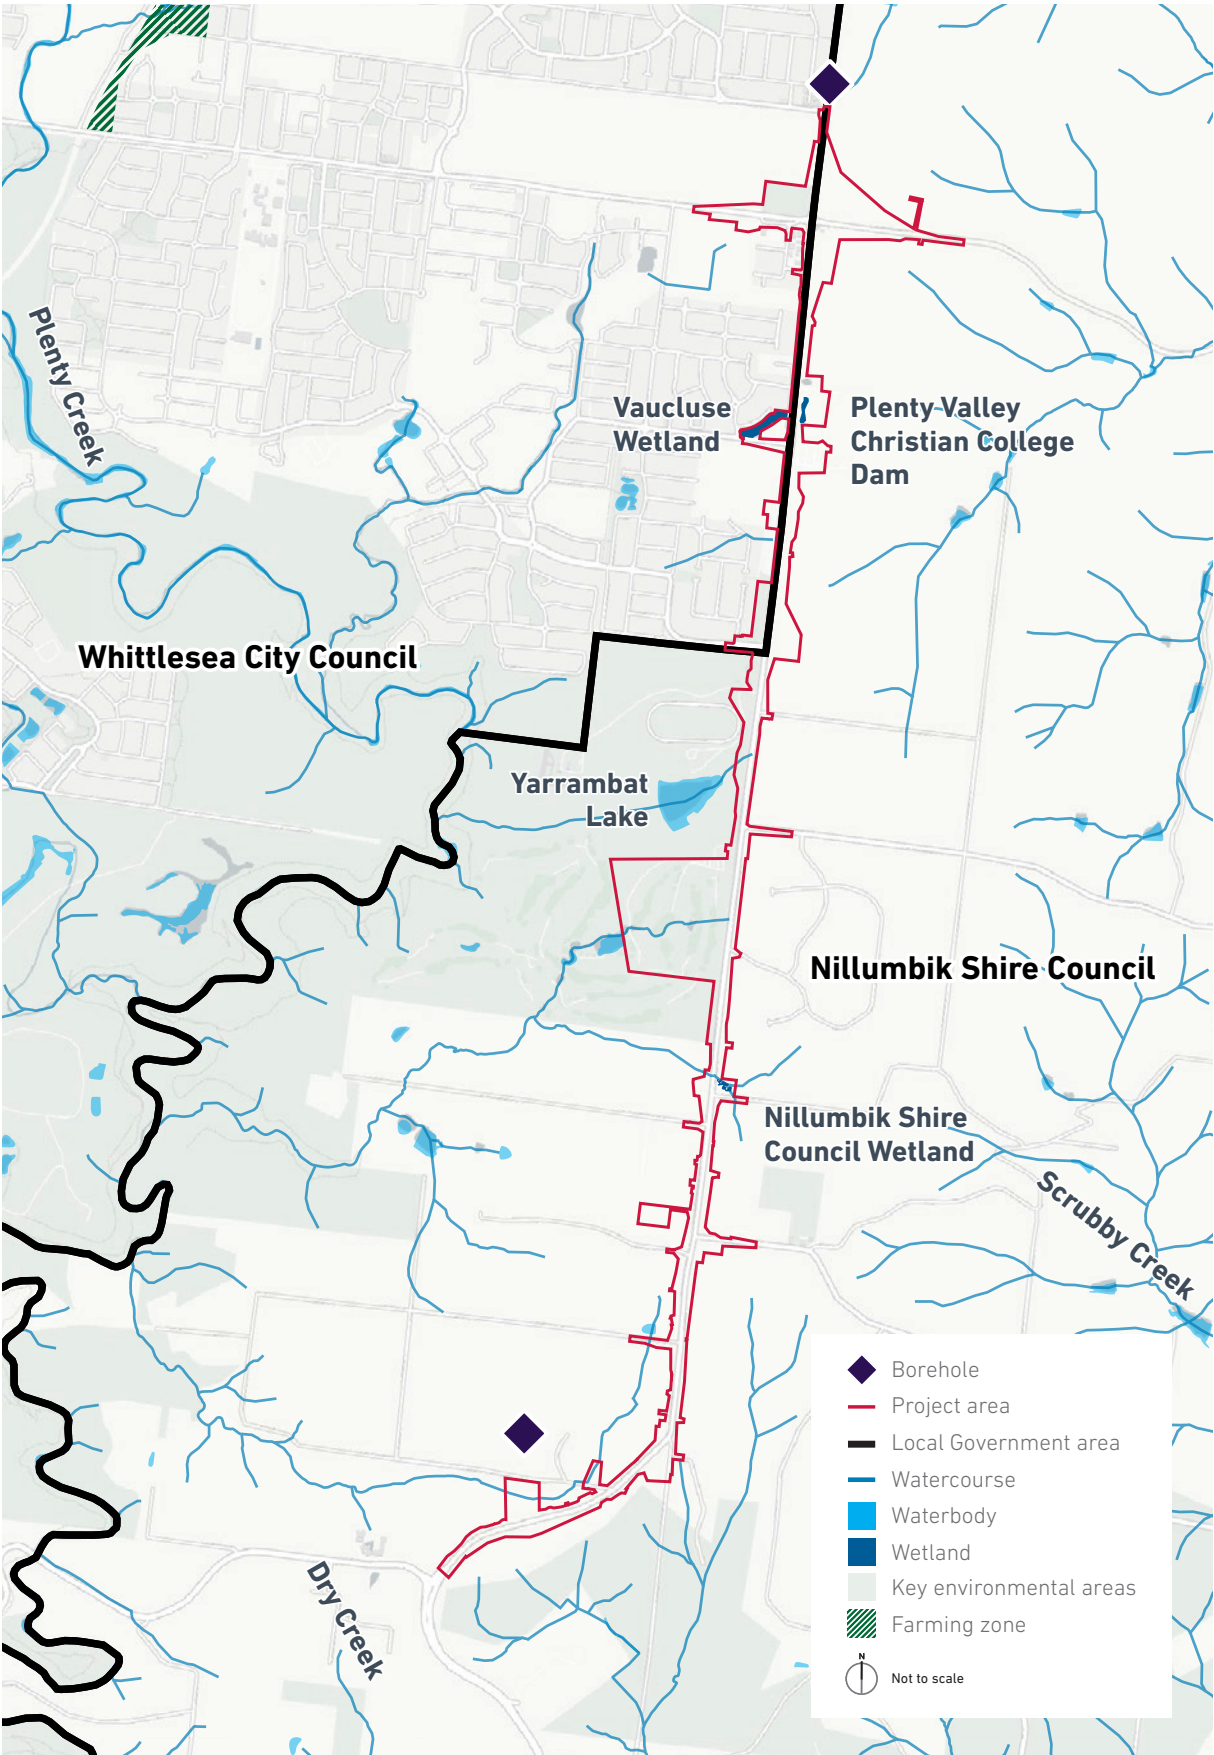 Plenty Creek
Vaucluse
Wetland
Plenty Valley
Christian College
Dam
Whittlesea City Council
Yarrambat
Lake
Nillumbik Shire Council
Nillumbik Shire
Council Wetland
Scrubby Creek
Dry Creek
Borehole
Project area
Local Government area
Watercourse
Waterbody
Wetland
Key environmental areas
Farming zone
N
Not to scale